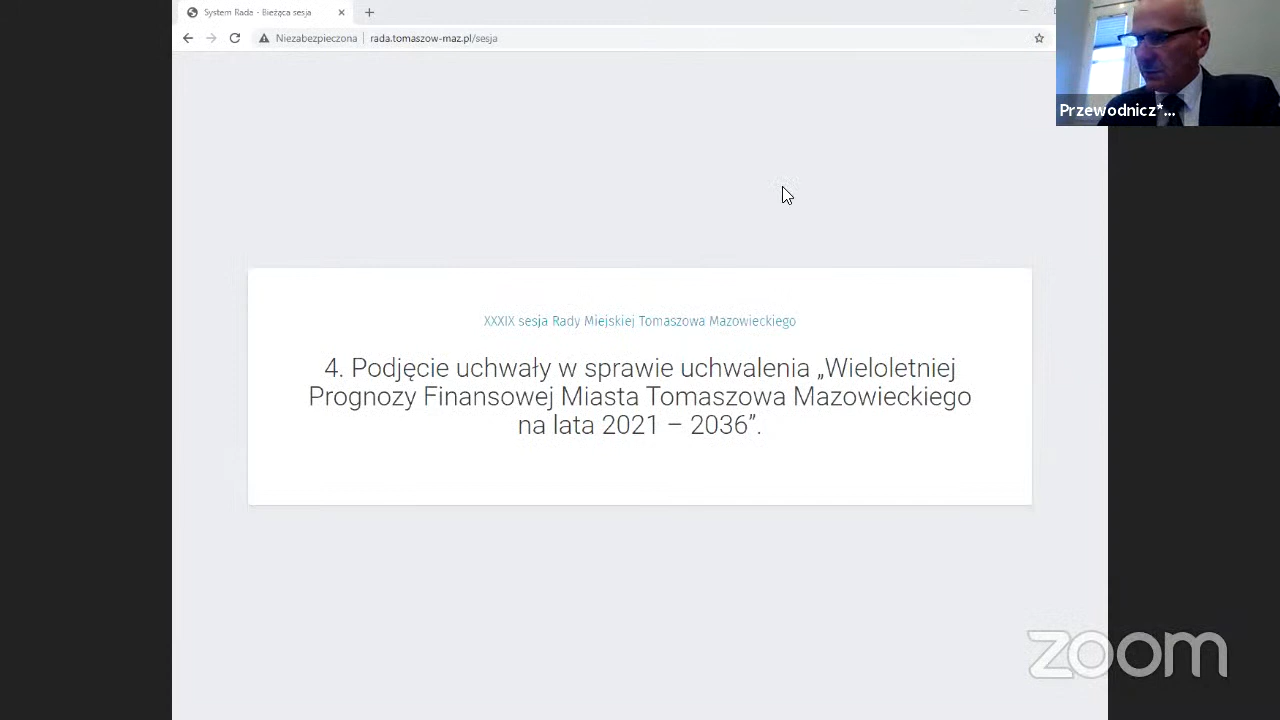 System Rada - Bieżąca sesja
Niezabezpieczona
rada.tomaszow-maz.pl/sesja
Przewodnicz*...
XXXIX sesja Rady Miejskiej Tomaszowa Mazowieckiego
4. Podjęcie uchwały w sprawie uchwalenia „Wieloletniej
Prognozy Finansowej Miasta Tomaszowa Mazowieckiego
na lata 2021 – 2036”.
zoom